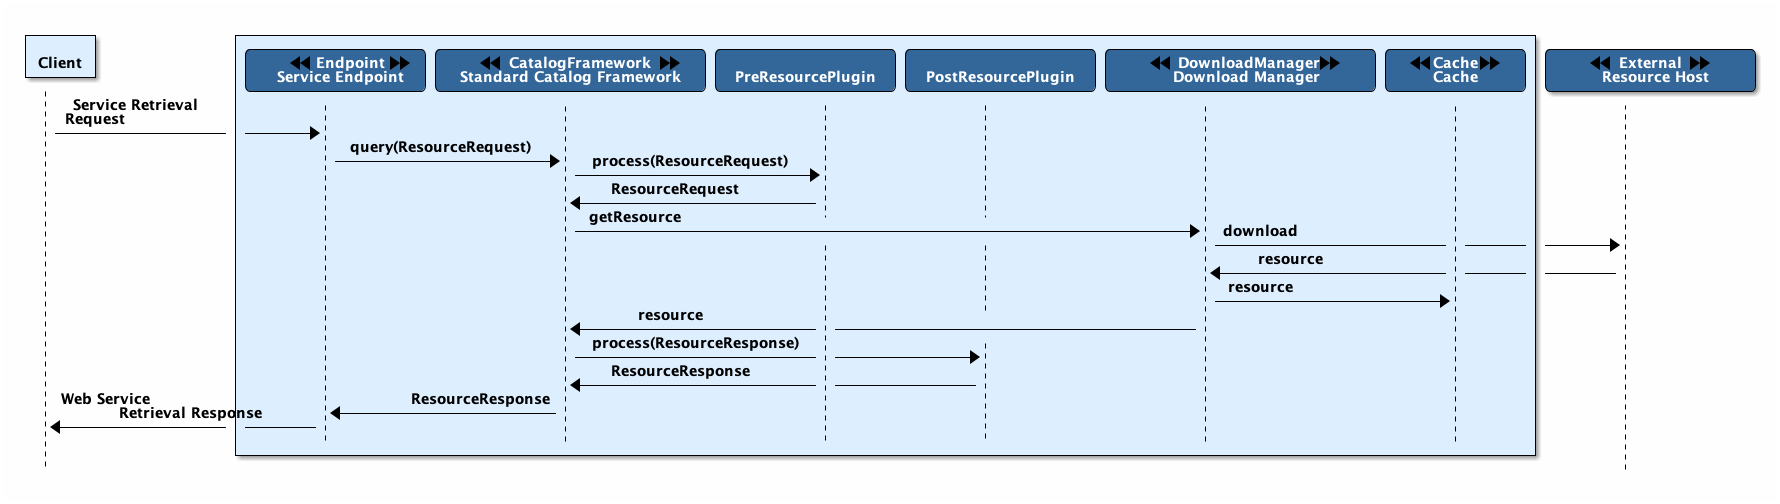 Client
Endpoint
Service Endpoint
CatalogFramework
Standard Catalog Framework
PreResourcePlugin
PostResourcePlugin
DownloadManager
Download Manager
Cache
Cache
External
Resource Host
Service Retrieval
Request
query(ResourceRequest)
process(ResourceRequest)
ResourceRequest
getResource
download
resource
resource
resource
process(ResourceResponse)
ResourceResponse
ResourceResponse
Web Service
Retrieval Response